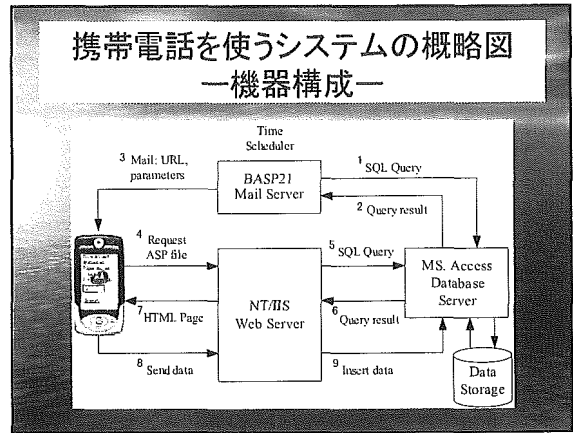 携帯電話を使うシステムの概略図
―機器構成―
Time
Scheduler
3 Mail: URL,
parameters
BASP21
Mail Server
1 SQL Query
2 Query result
4 Request
ASP file
5 SQL Query
MS. Access
Database
Server
NT/IIS
Web Server
7 HTML Page
6 Query result
8 Send data
9 Insert data
Data
Storage